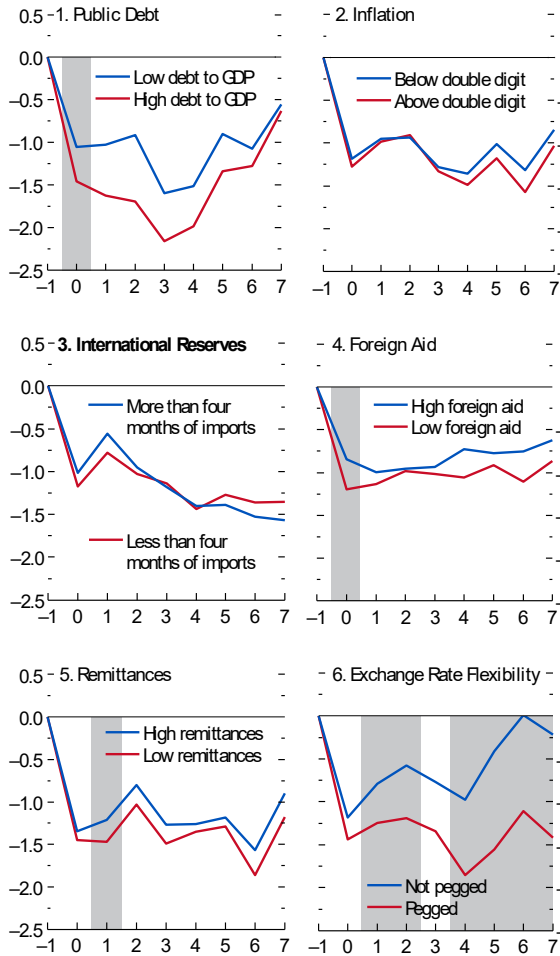 1. Public Debt
0.5
0.0
–0.5
–1.0
–1.5
–2.0
–2.5
Low debt to GDP
High debt to GDP
–1 0 1 2 3 4 5 6 7
2. Inflation
Below double digit
Above double digit
–1 0 1 2 3 4 5 6 7
3. International Reserves
0.5
0.0
–0.5
–1.0
–1.5
–2.0
–2.5
More than four
months of imports
Less than four
months of imports
–1 0 1 2 3 4 5 6 7
4. Foreign Aid
High foreign aid
Low foreign aid
–1 0 1 2 3 4 5 6 7
5. Remittances
0.5
0.0
–0.5
–1.0
–1.5
–2.0
–2.5
High remittances
Low remittances
–1 0 1 2 3 4 5 6 7
6. Exchange Rate Flexibility
Not pegged
Pegged
–1 0 1 2 3 4 5 6 7